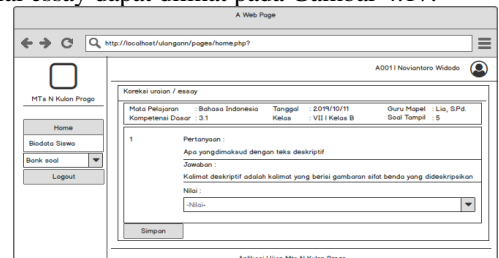 A Web Page
http://localhost/ulangann/pages/home.php?
A001 | Noviantoro Widodo
MTs N Kulon Progo
Home
Biodata Siswa
Bank soal
Logout
Koreksi uraian / essay
Mata Pelajaran : Bahasa Indonesia Tanggal : 2019/10/11 Guru Mapel : Lia, S.Pd.
Kompetensi Dasar : 3.1 Kelas : VII | Kelas B Soal Tampil : 5
1 Pertanyaan :
Apa yangdimaksud dengan teks deskriptif
Jawaban :
Kalimat deskriptif adalah kalimat yang berisi gambaran sifat benda yang dideskripsikan
Nilai :
-Nilai-
Simpan